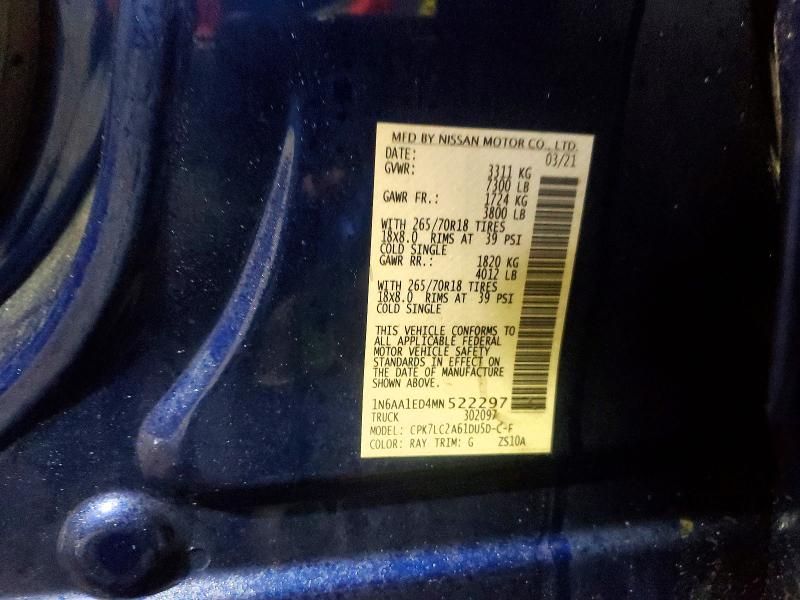 MFD BY NISSAN MOTOR CO., LTD.
DATE: 03/21
GVWR: 3311 KG
7300 LB
GAWR FR.: 1724 KG
3800 LB
WITH 265/70R18 TIRES
18x8.0 RIMS AT 39 PSI
COLD SINGLE
GAWR RR.: 1820 KG
4012 LB
WITH 265/70R18 TIRES
18x8.0 RIMS AT 39 PSI
COLD SINGLE
THIS VEHICLE CONFORMS TO
ALL APPLICABLE FEDERAL
MOTOR VEHICLE SAFETY
STANDARDS IN EFFECT ON
THE DATE OF MANUFACTURE
SHOWN ABOVE.
1N6AA1ED4MN 522297
TRUCK 302097
MODEL: CPK7LC2A61DU5D-C-F
COLOR: RAY TRIM: G ZS10A